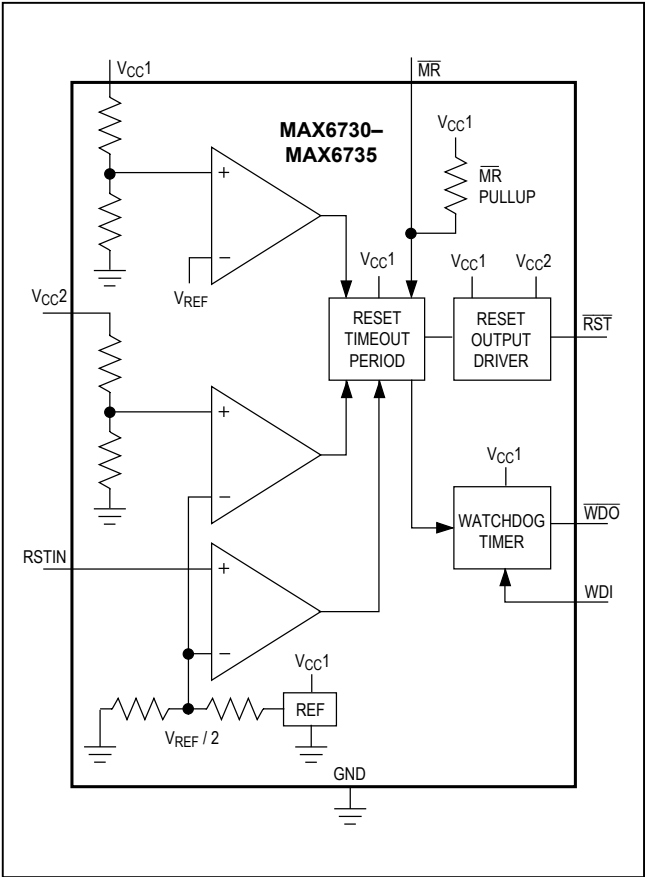 VCC1
MR
MAX6730–
MAX6735
VCC1
MR
PULLUP
+
−
VREF
VCC1
VCC1
VCC2
VCC2
RESET
TIMEOUT
PERIOD
RESET
OUTPUT
DRIVER
RST
+
−
VCC1
WATCHDOG
TIMER
WDO
RSTIN
+
−
WDI
VCC1
REF
VREF / 2
GND